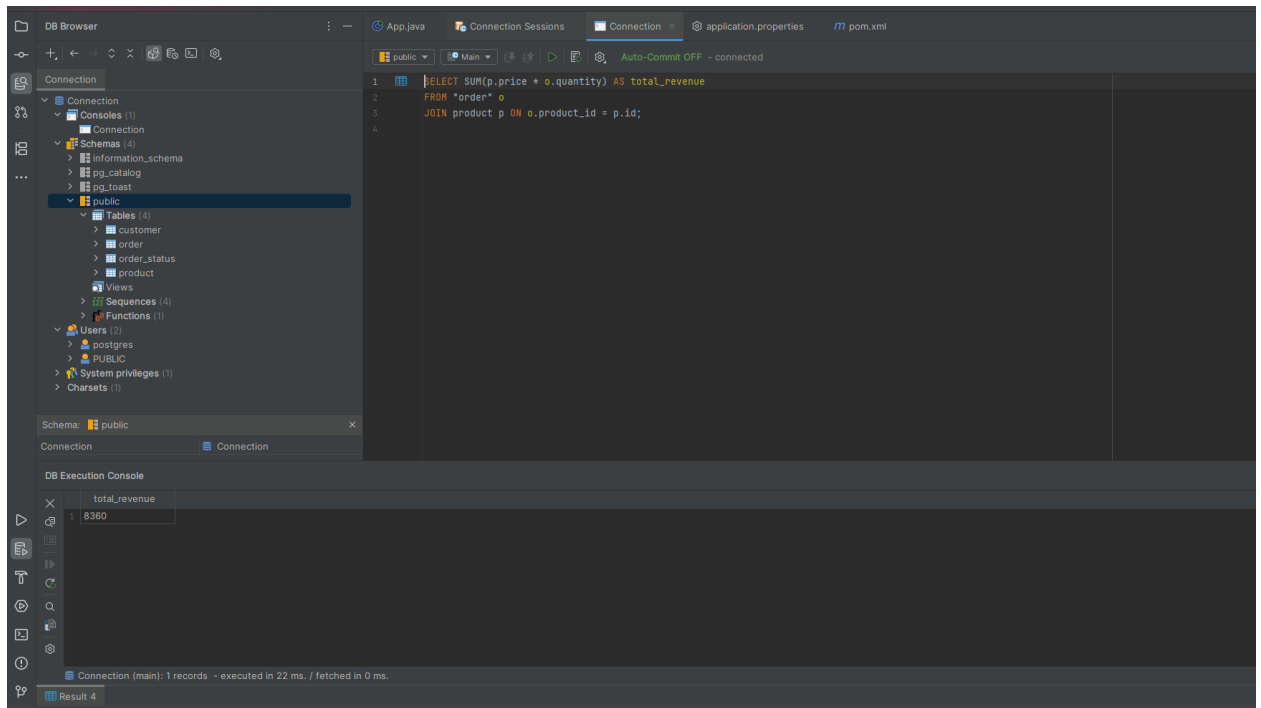 DB Browser
App.java
Connection Sessions
Connection
application.properties
m pom.xml
public
Main
Auto-Commit OFF - connected
Connection
Connection
Consoles (1)
Connection
Schemas (4)
information_schema
pg_catalog
pg_toast
public
Tables (4)
customer
order
order_status
product
Views
Sequences (4)
Functions (1)
Users (2)
postgres
PUBLIC
System privileges (1)
Charsets (1)
Schema: public
Connection Connection
1 SELECT SUM(p.price * o.quantity) AS total_revenue
2 FROM "order" o
3 JOIN product p ON o.product_id = p.id;
4
DB Execution Console
total_revenue
1 8360
Connection (main): 1 records - executed in 22 ms. / fetched in 0 ms.
Result 4